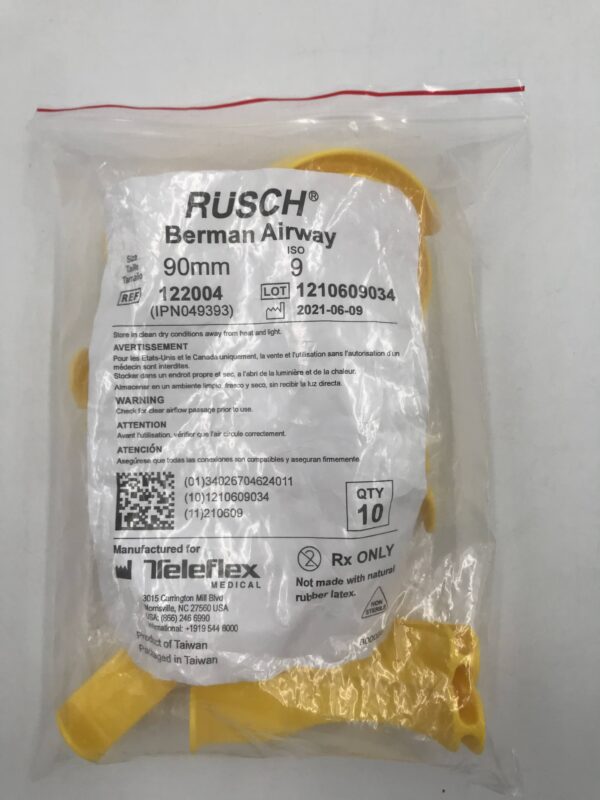 RUSCH®
Berman Airway
Size
Taille
Tamaño
90mm
ISO
9
REF 122004
(IPN049393)
LOT 1210609034
2021-06-09
Store in clean dry conditions away from heat and light.
AVERTISSEMENT
Pour les Etats-Unis et le Canada uniquement, la vente et l'utilisation sans l'autorisation d'un
médecin sont interdites.
Stocker dans un endroit propre et sec, a l'abri de la luminière et de la chaleur.
Almacenar en un ambiente limpio, fresco y seco, sin recibir la luz directa.
WARNING
Check for clear airflow passage prior to use.
ATTENTION
Avant l'utilisation, vérifier que l'air circule correctement.
ATENCIÓN
Asegúrese que todas las conexiones son compatibles y aseguran firmemente.
(01)34026704624011
(10)1210609034
(11)210609
QTY
10
Manufactured for
Teleflex
MEDICAL
3015 Carrington Mill Blvd
Morrisville, NC 27560 USA
USA: (866) 246 6990
International: +1919 544 8000
Product of Taiwan
Packaged in Taiwan
2
Rx ONLY
Not made with natural
rubber latex.
NON
STERILE